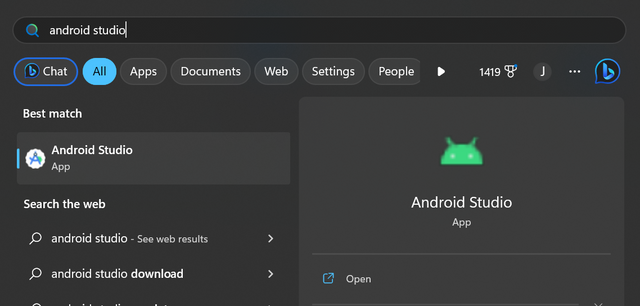 android studio
Chat All Apps Documents Web Settings People 1419 J ...
Best match
Android Studio
App
Search the web
android studio - See web results
android studio download
Android Studio
App
Open